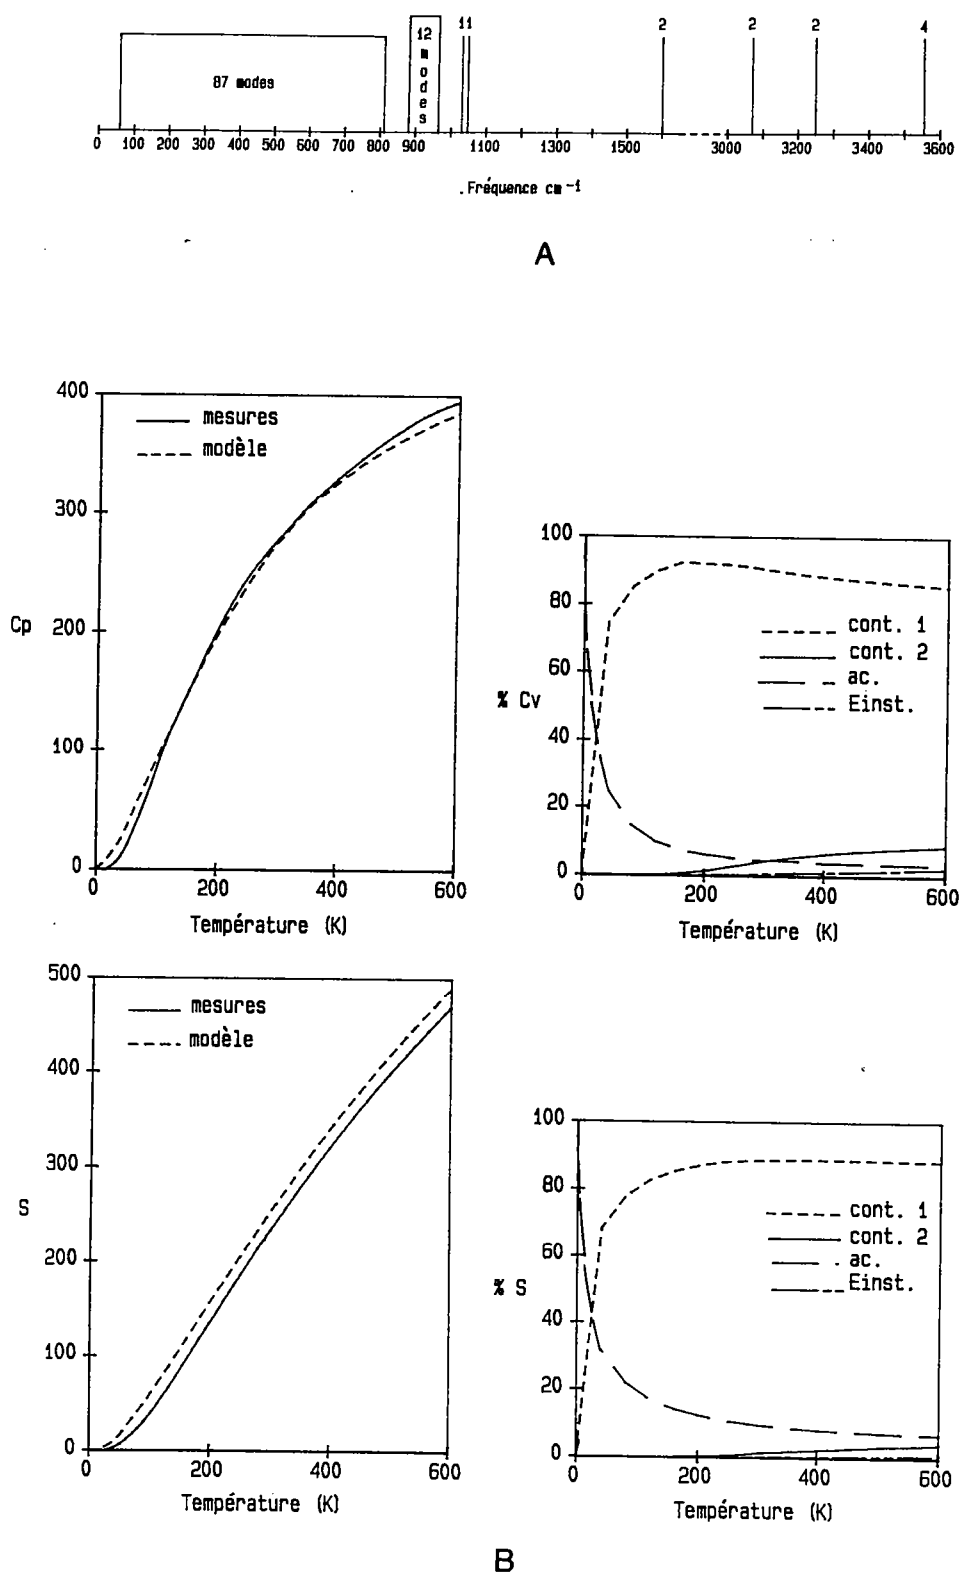 11 2 2 2 4
12 modes
87 modes
0 100 200 300 400 500 600 700 800 900 1100 1300 1500 3000 3200 3400 3600
. Fréquence cm⁻¹
A
400
300
Cp
200
100
0
0 200 400 600
mesures
modèle
Température (K)
100
80
60
% Cv
40
20
0
0 200 400 600
cont. 1
cont. 2
ac.
Einst.
Température (K)
500
400
300
S
200
100
0
0 200 400 600
mesures
modèle
Température (K)
100
80
60
% S
40
20
0
0 200 400 600
cont. 1
cont. 2
ac.
Einst.
Température (K)
B